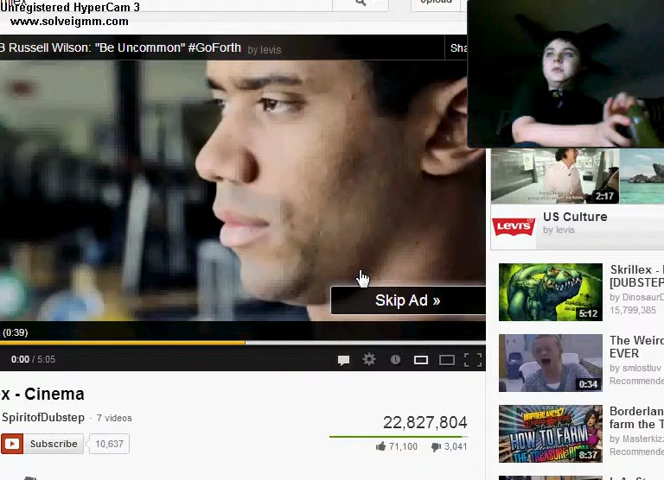 Unregistered HyperCam 3
www.solveigmm.com
B Russell Wilson: "Be Uncommon" #GoForth by levis
Sha
2:17
US Culture
by levis
LEVI'S
Skip Ad »
(0:39)
0:00 / 5:05
x - Cinema
SpiritofDubstep · 7 videos
Subscribe 10,637
22,827,804
71,100 3,041
Skrillex -
[DUBSTEP
by Dinosaur
15,799,385
5:12
The Weird
EVER
by smlostluv
Recommende
0:34
Borderlan
farm the T
by Masterkiz
Recommende
HOW TO FARM
8:37